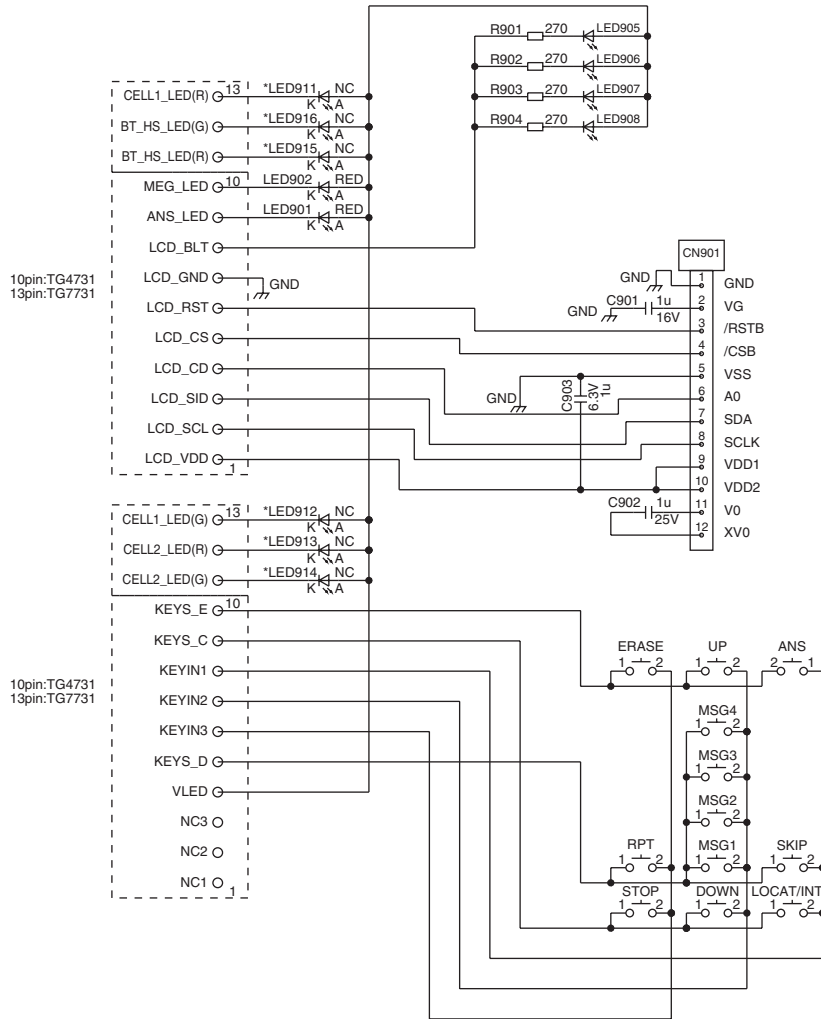 R901 270 LED905
R902 270 LED906
R903 270 LED907
R904 270 LED908
CELL1_LED(R) 13 *LED911 NC
K A
BT_HS_LED(G) *LED916 NC
K A
BT_HS_LED(R) *LED915 NC
K A
MEG_LED 10 LED902 RED
K A
ANS_LED LED901 RED
K A
LCD_BLT
LCD_GND GND
LCD_RST
LCD_CS
LCD_CD
LCD_SID
LCD_SCL
LCD_VDD
1
10pin:TG4731
13pin:TG7731
CN901
GND 1 GND
GND C901 1u 16V 2 VG
3 /RSTB
4 /CSB
5 VSS
GND C903 6.3V 1u 6 A0
7 SDA
8 SCLK
9 VDD1
10 VDD2
C902 1u 25V 11 V0
12 XV0
CELL1_LED(G) 13 *LED912 NC
K A
CELL2_LED(R) *LED913 NC
K A
CELL2_LED(G) *LED914 NC
K A
KEYS_E 10
KEYS_C
KEYIN1
KEYIN2
KEYIN3
KEYS_D
VLED
NC3
NC2
NC1
1
10pin:TG4731
13pin:TG7731
ERASE UP ANS
1 2 1 2 2 1
MSG4
1 2
MSG3
1 2
MSG2
1 2
RPT MSG1 SKIP
1 2 1 2 1 2
STOP DOWN LOCAT/INT
1 2 1 2 1 2